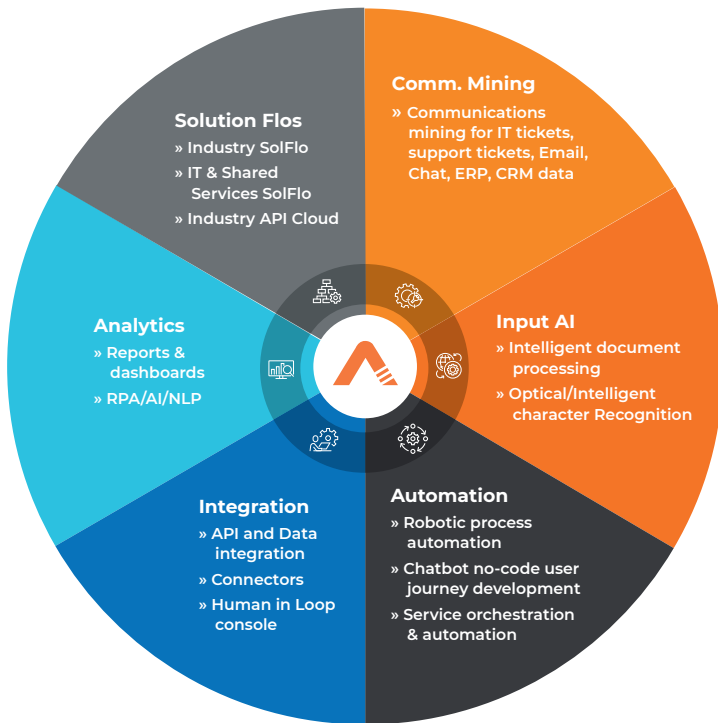 Solution Flos
» Industry SolFlo
» IT & Shared
Services SolFlo
» Industry API Cloud
Comm. Mining
» Communications
mining for IT tickets,
support tickets, Email,
Chat, ERP, CRM data
Analytics
» Reports &
dashboards
» RPA/AI/NLP
Input AI
» Intelligent document
processing
» Optical/Intelligent
character Recognition
Integration
» API and Data
integration
» Connectors
» Human in Loop
console
Automation
» Robotic process
automation
» Chatbot no-code user
journey development
» Service orchestration
& automation